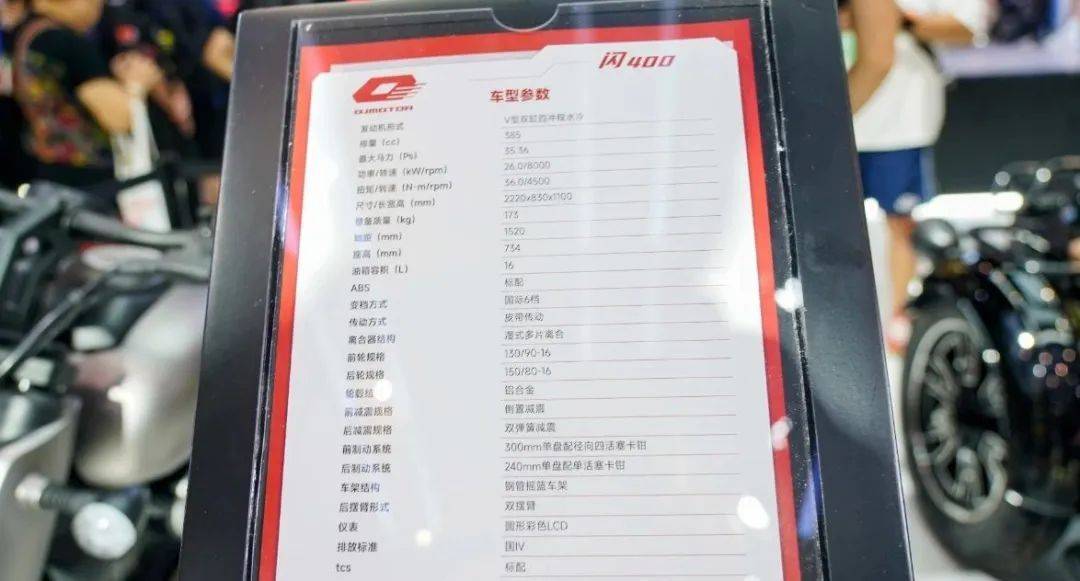 闪400
QJMOTOR
车型参数
发动机形式 V型双缸四冲程水冷
排量（cc） 385
最大马力（Ps） 35.36
功率/转速（kW/rpm） 26.0/8000
扭矩/转速（N·m/rpm） 36.0/4500
尺寸/长宽高（mm） 2220x830x1100
整备质量（kg） 173
轴距（mm） 1520
座高（mm） 734
油箱容积（L） 16
ABS 标配
变档方式 国际6档
传动方式 皮带传动
离合器结构 湿式多片离合
前轮规格 130/90-16
后轮规格 150/80-16
轮毂结 铝合金
前减震规格 倒置减震
后减震规格 双弹簧减震
前制动系统 300mm单盘配径向四活塞卡钳
后制动系统 240mm单盘配单活塞卡钳
车架结构 钢管摇篮车架
后摆臂形式 双摆臂
仪表 圆形彩色LCD
排放标准 国IV
tcs 标配